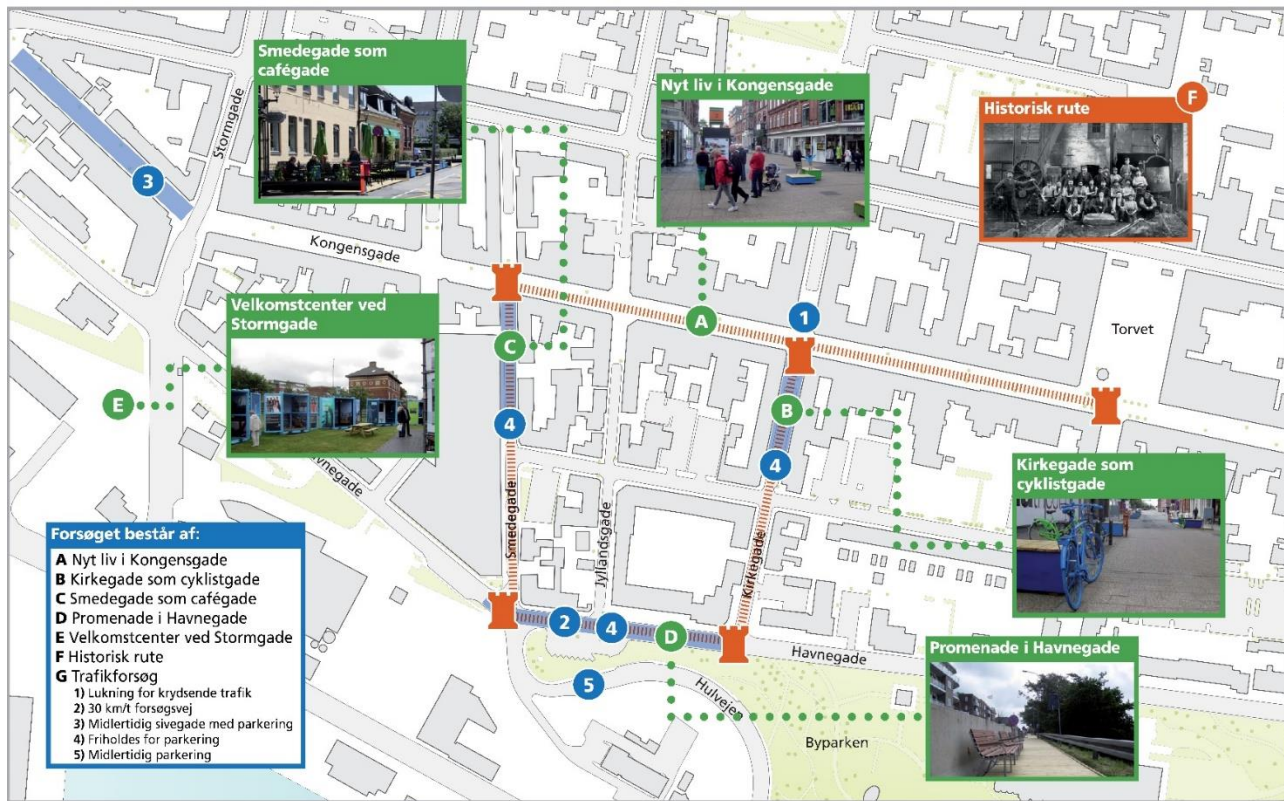 Smedegade som
cafégade
Nyt liv i Kongensgade
F
Historisk rute
Stormgade
3
Kongensgade
Velkomstcenter ved
Stormgade
A
1
Torvet
C
E
B
4
4
Kirkegade som
cyklistgade
Smedegade
Jyllandsgade
Kirkegade
2
4
D
Havnegade
5
Hulvejen
Byparken
Promenade i Havnegade
Forsøget består af:
A Nyt liv i Kongensgade
B Kirkegade som cyklistgade
C Smedegade som cafégade
D Promenade i Havnegade
E Velkomstcenter ved Stormgade
F Historisk rute
G Trafikforsøg
1) Lukning for krydsende trafik
2) 30 km/t forsøgsvej
3) Midlertidig sivegade med parkering
4) Friholdes for parkering
5) Midlertidig parkering